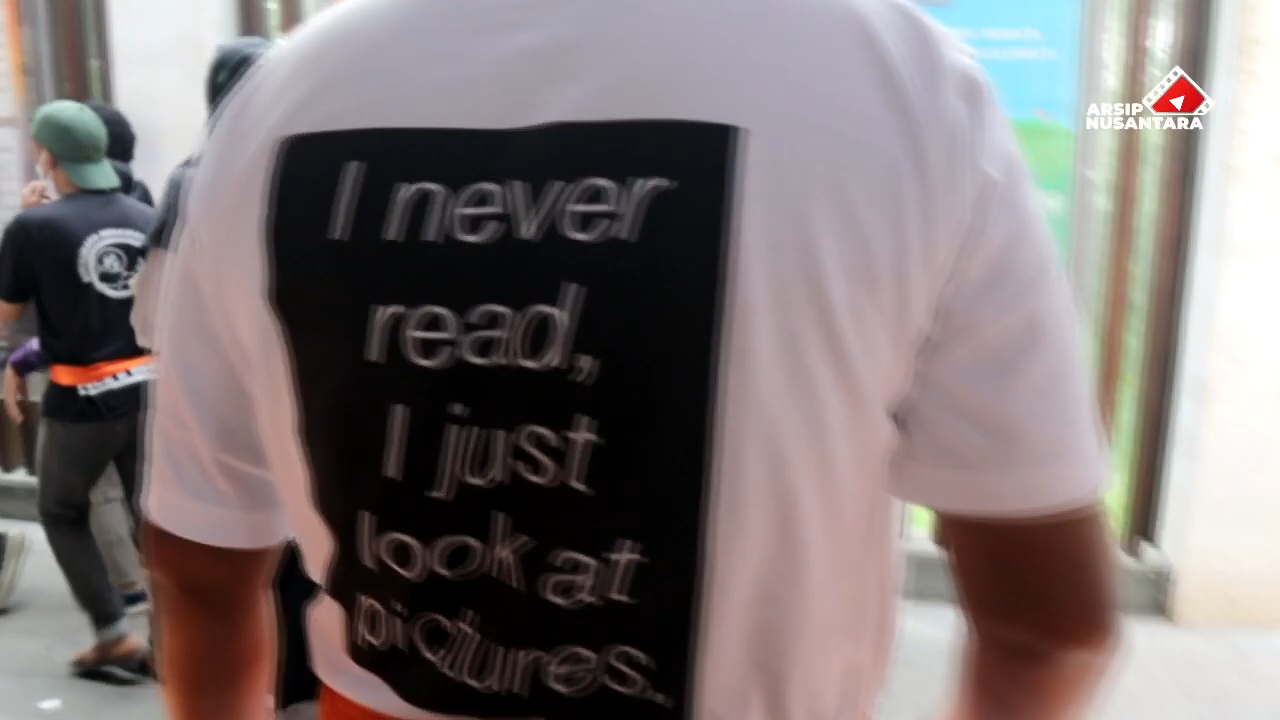 I never
read,
I just
look at
pictures.
ARSIP
NUSANTARA